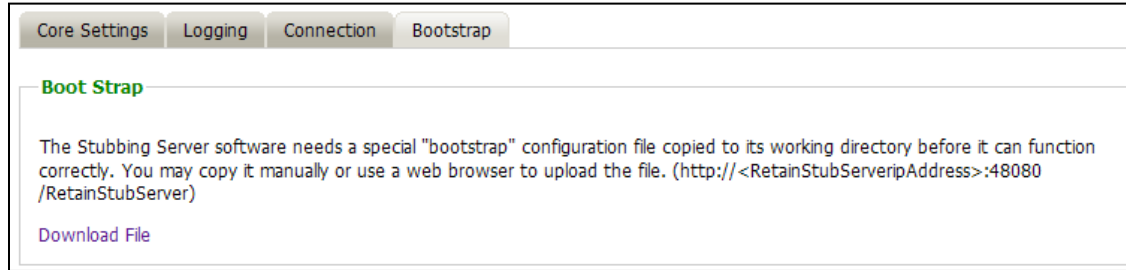 Core Settings Logging Connection Bootstrap
Boot Strap
The Stubbing Server software needs a special "bootstrap" configuration file copied to its working directory before it can function
correctly. You may copy it manually or use a web browser to upload the file. (http://<RetainStubServeripAddress>:48080
/RetainStubServer)
Download File